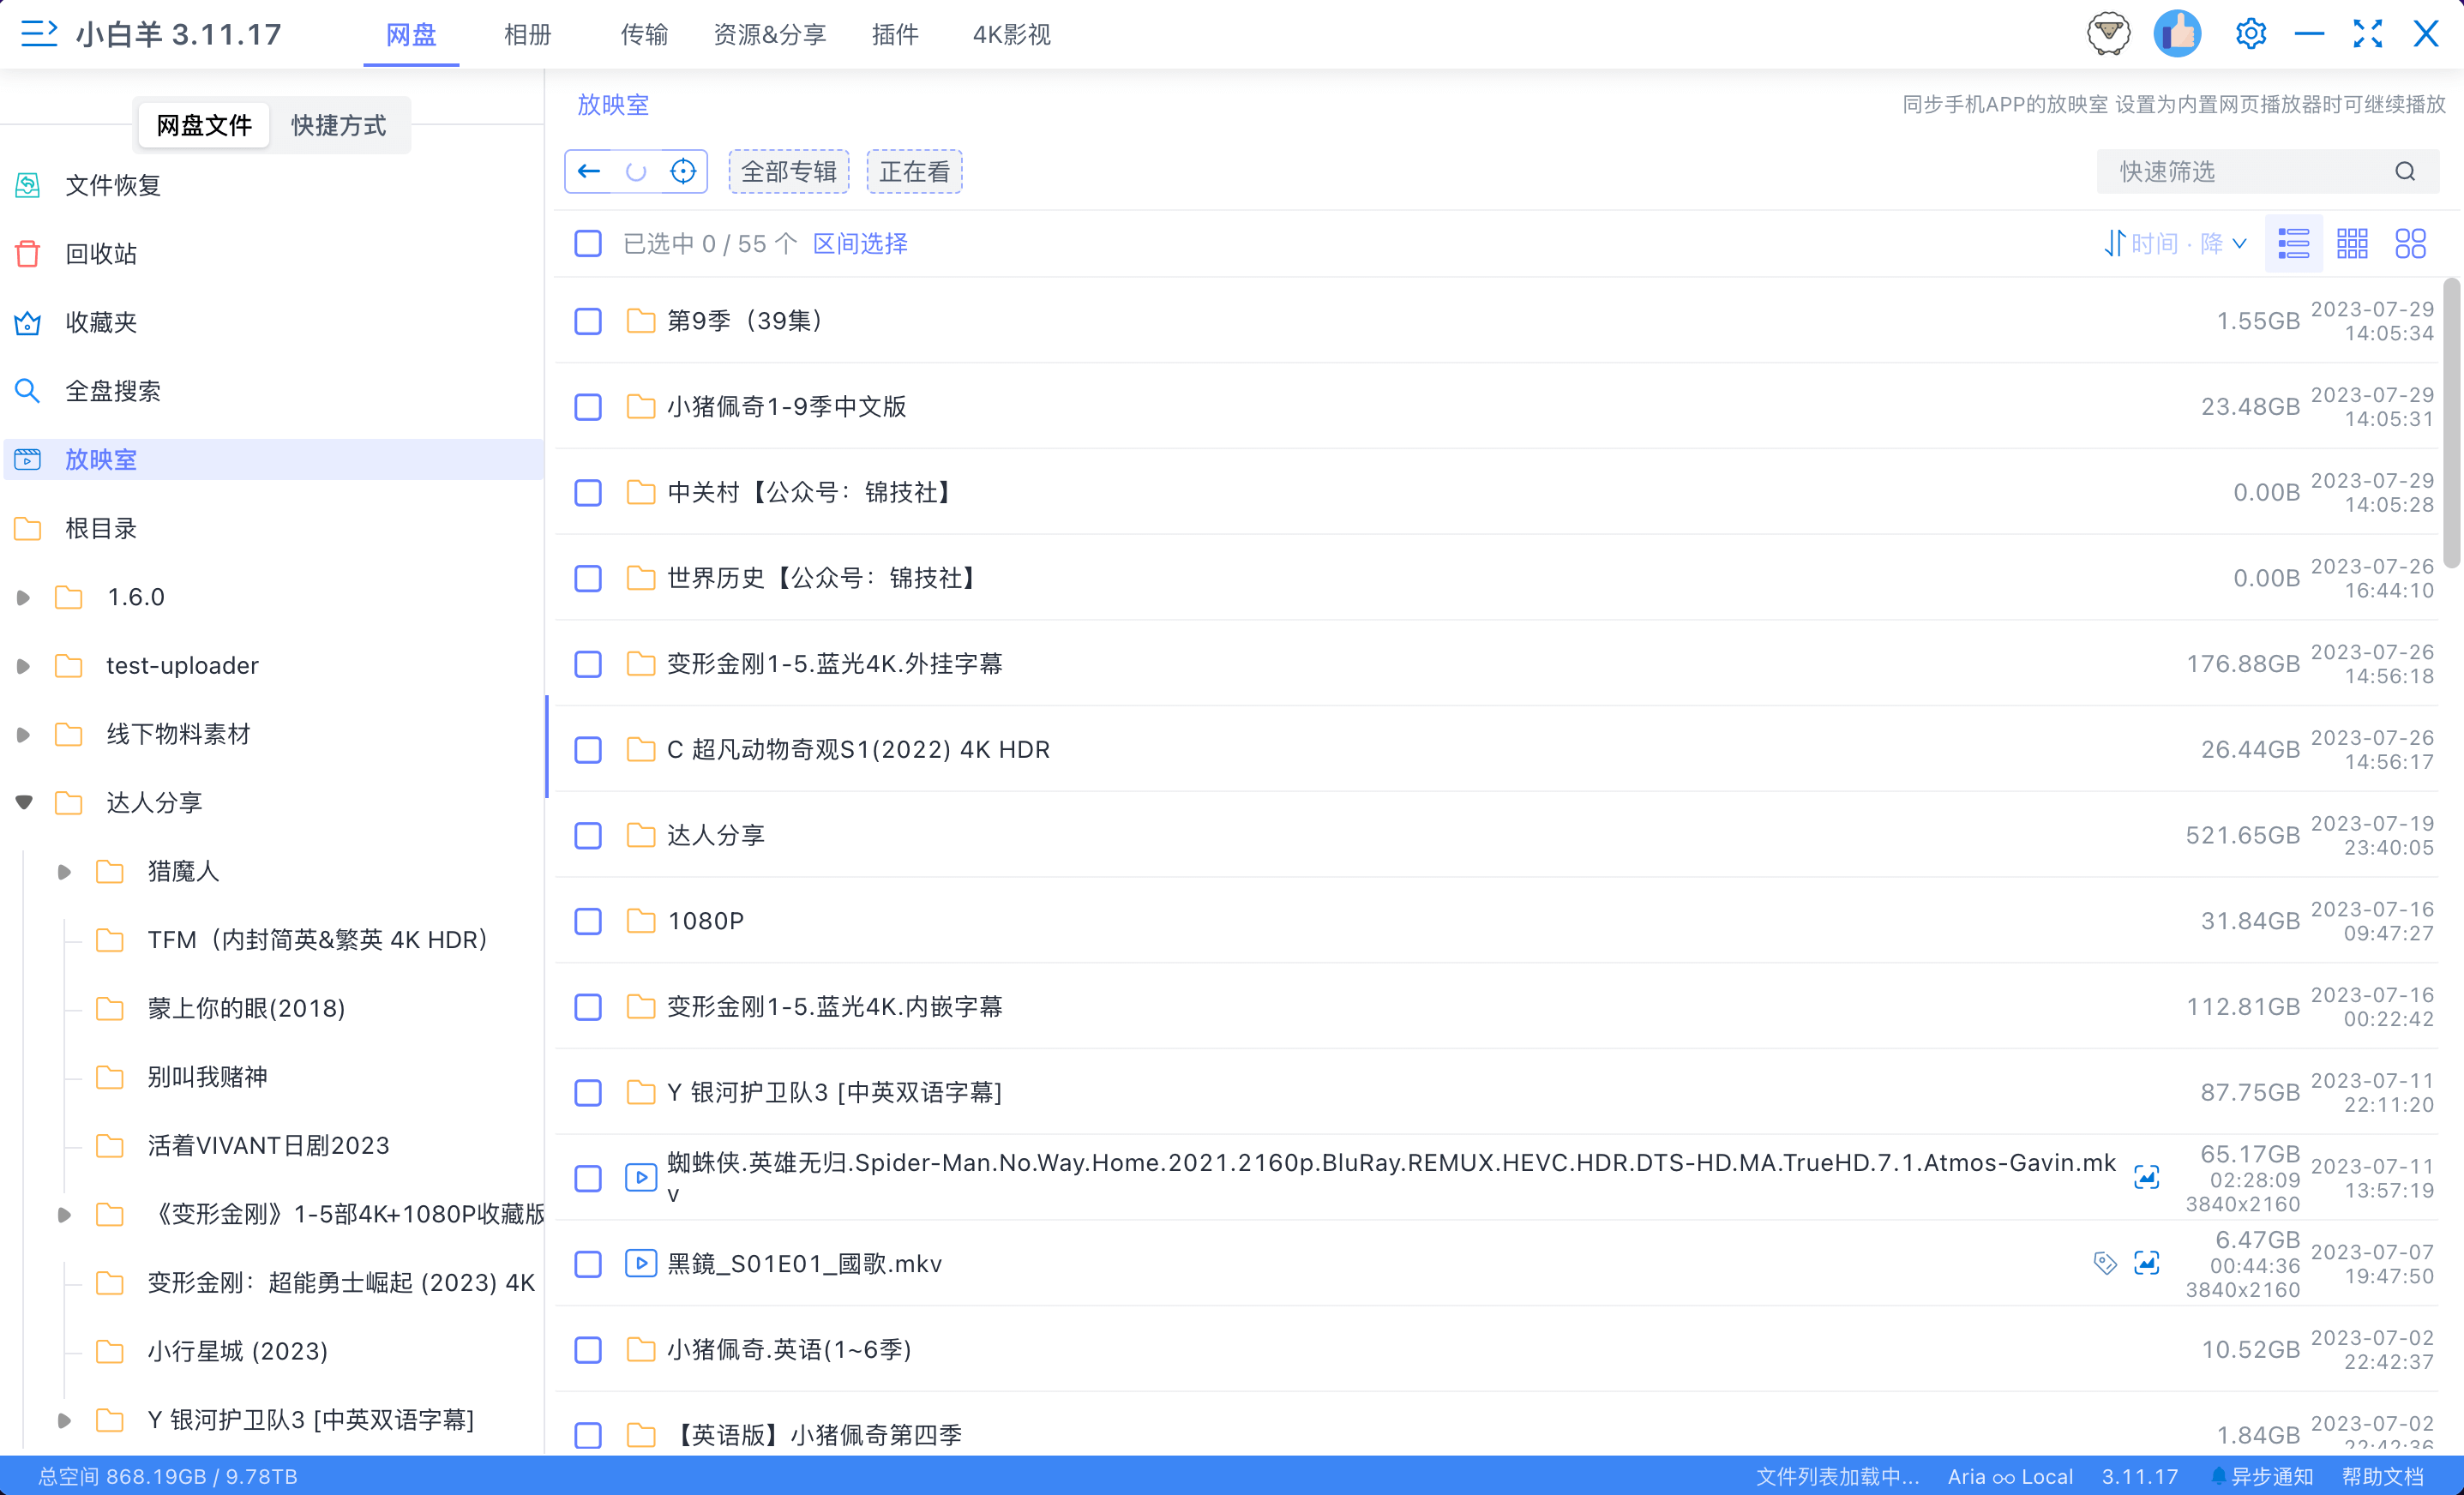 小白羊 3.11.17
网盘
相册
传输
资源&分享
插件
4K影视
网盘文件
快捷方式
文件恢复
回收站
收藏夹
全盘搜索
放映室
根目录
1.6.0
test-uploader
线下物料素材
达人分享
猎魔人
TFM（内封简英&繁英 4K HDR）
蒙上你的眼(2018)
别叫我赌神
活着VIVANT日剧2023
《变形金刚》1-5部4K+1080P收藏版
变形金刚：超能勇士崛起 (2023) 4K
小行星城 (2023)
Y 银河护卫队3 [中英双语字幕]
放映室
同步手机APP的放映室 设置为内置网页播放器时可继续播放
全部专辑
正在看
快速筛选
已选中 0 / 55 个
区间选择
时间 · 降
第9季（39集）
1.55GB
2023-07-29
14:05:34
小猪佩奇1-9季中文版
23.48GB
2023-07-29
14:05:31
中关村【公众号：锦技社】
0.00B
2023-07-29
14:05:28
世界历史【公众号：锦技社】
0.00B
2023-07-26
16:44:10
变形金刚1-5.蓝光4K.外挂字幕
176.88GB
2023-07-26
14:56:18
C 超凡动物奇观S1(2022) 4K HDR
26.44GB
2023-07-26
14:56:17
达人分享
521.65GB
2023-07-19
23:40:05
1080P
31.84GB
2023-07-16
09:47:27
变形金刚1-5.蓝光4K.内嵌字幕
112.81GB
2023-07-16
00:22:42
Y 银河护卫队3 [中英双语字幕]
87.75GB
2023-07-11
22:11:20
蜘蛛侠.英雄无归.Spider-Man.No.Way.Home.2021.2160p.BluRay.REMUX.HEVC.HDR.DTS-HD.MA.TrueHD.7.1.Atmos-Gavin.mk
v
65.17GB
02:28:09
3840x2160
2023-07-11
13:57:19
黑鏡_S01E01_國歌.mkv
6.47GB
00:44:36
3840x2160
2023-07-07
19:47:50
小猪佩奇.英语(1~6季)
10.52GB
2023-07-02
22:42:37
【英语版】小猪佩奇第四季
1.84GB
2023-07-02
22:42:36
总空间 868.19GB / 9.78TB
文件列表加载中...
Aria Local
3.11.17
异步通知
帮助文档